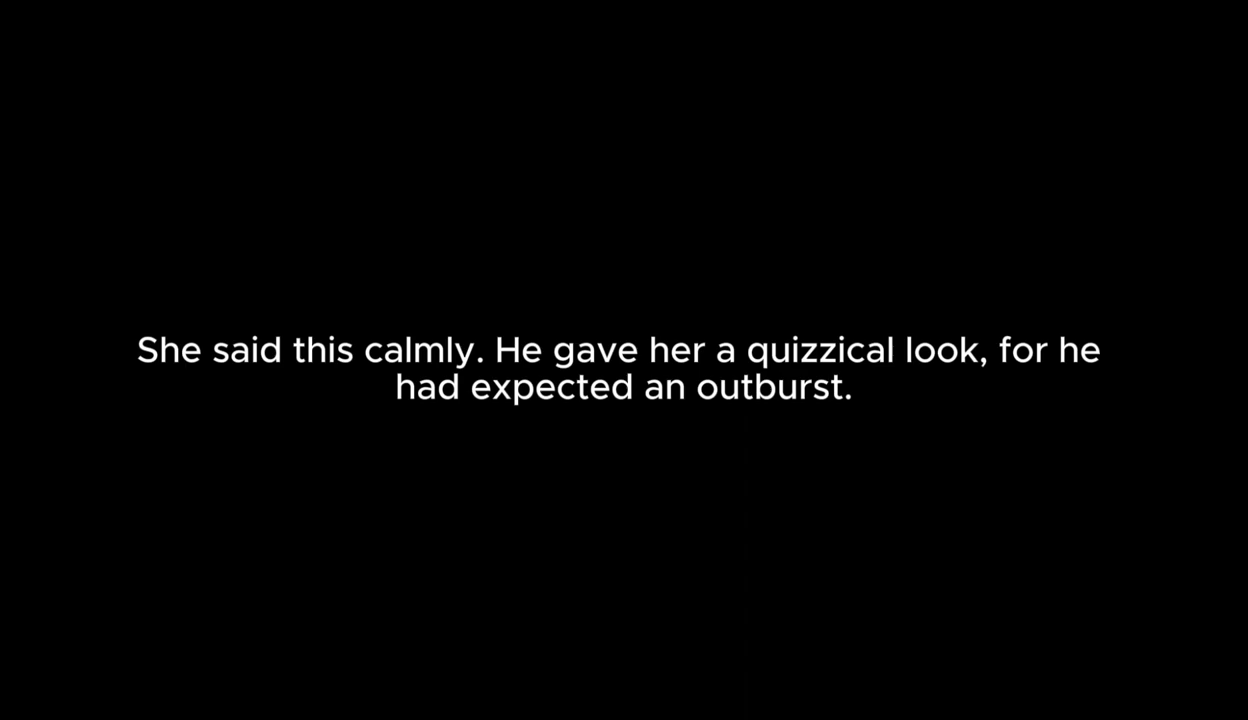 She said this calmly. He gave her a quizzical look, for he
had expected an outburst.